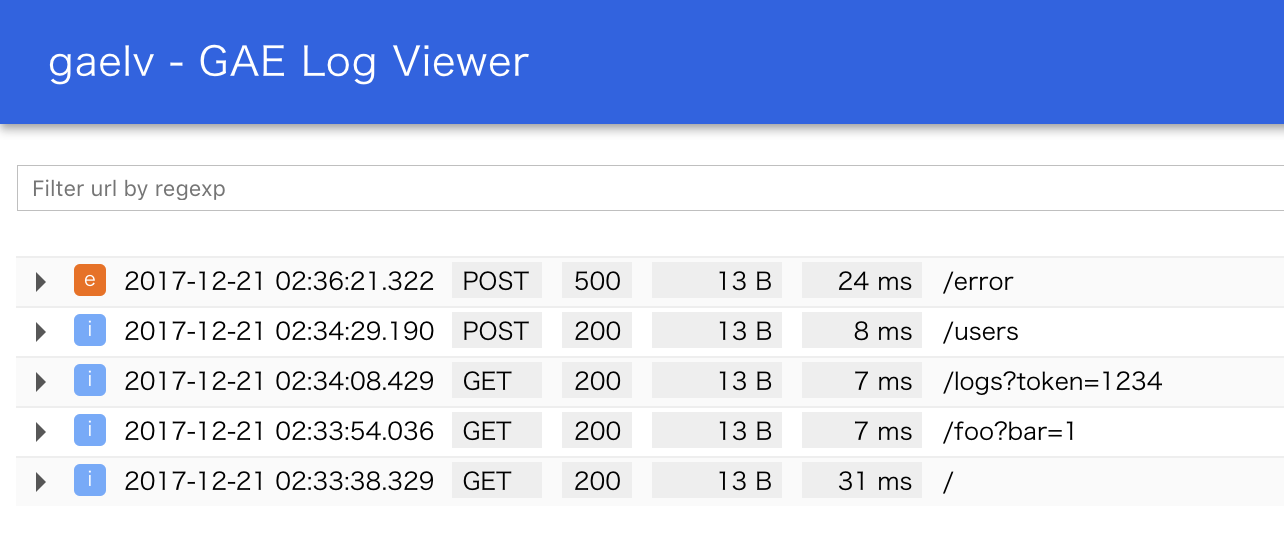 gaelv - GAE Log Viewer
Filter url by regexp
e 2017-12-21 02:36:21.322 POST 500 13 B 24 ms /error
i 2017-12-21 02:34:29.190 POST 200 13 B 8 ms /users
i 2017-12-21 02:34:08.429 GET 200 13 B 7 ms /logs?token=1234
i 2017-12-21 02:33:54.036 GET 200 13 B 7 ms /foo?bar=1
i 2017-12-21 02:33:38.329 GET 200 13 B 31 ms /